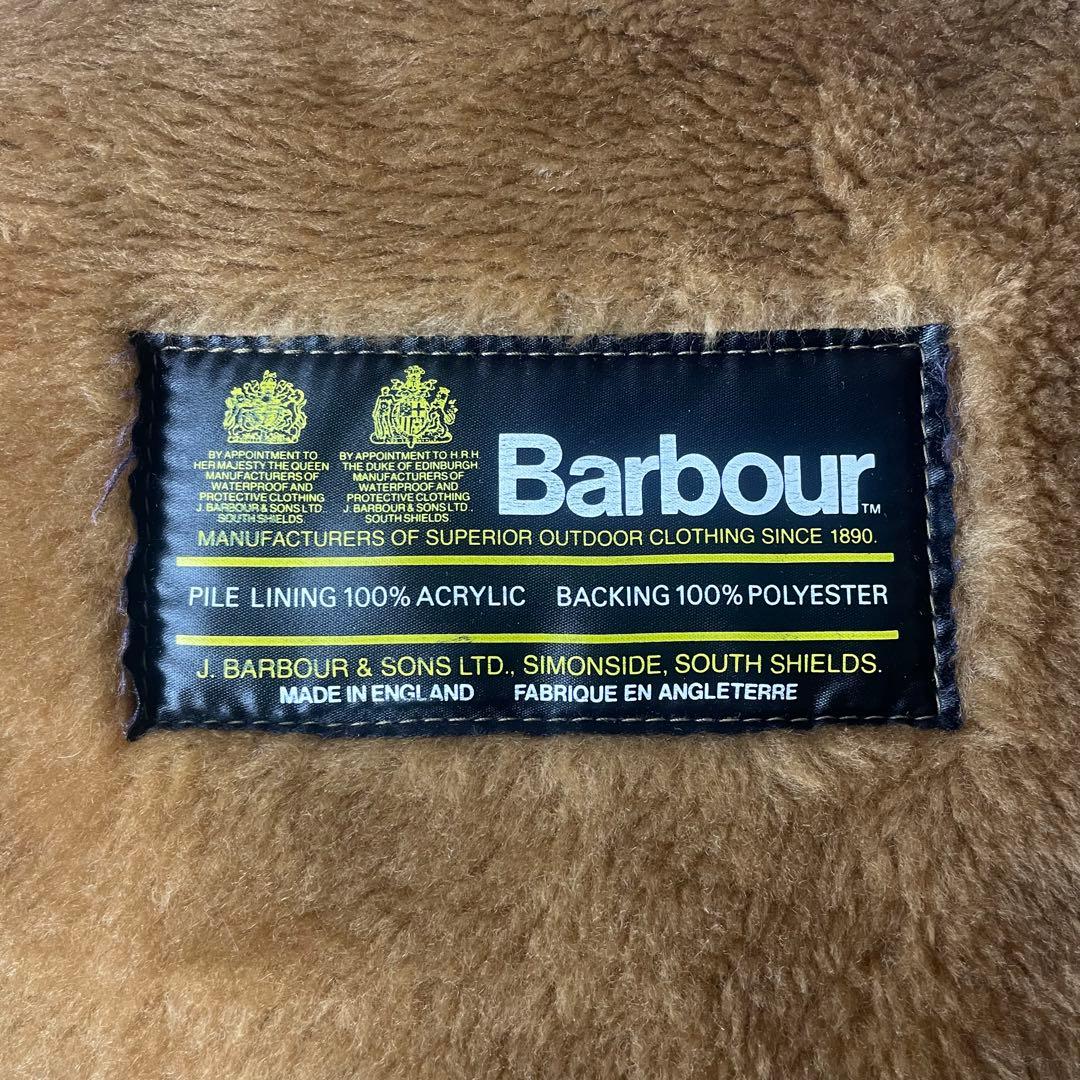 BY APPOINTMENT TO
HER MAJESTY THE QUEEN
MANUFACTURERS OF
WATERPROOF AND
PROTECTIVE CLOTHING
J. BARBOUR & SONS LTD.
SOUTH SHIELDS
BY APPOINTMENT TO H.R.H.
THE DUKE OF EDINBURGH
MANUFACTURERS OF
WATERPROOF AND
PROTECTIVE CLOTHING
J. BARBOUR & SONS LTD.,
SOUTH SHIELDS.
Barbour™
MANUFACTURERS OF SUPERIOR OUTDOOR CLOTHING SINCE 1890.
PILE LINING 100% ACRYLIC BACKING 100% POLYESTER
J. BARBOUR & SONS LTD., SIMONSIDE, SOUTH SHIELDS.
MADE IN ENGLAND FABRIQUE EN ANGLETERRE